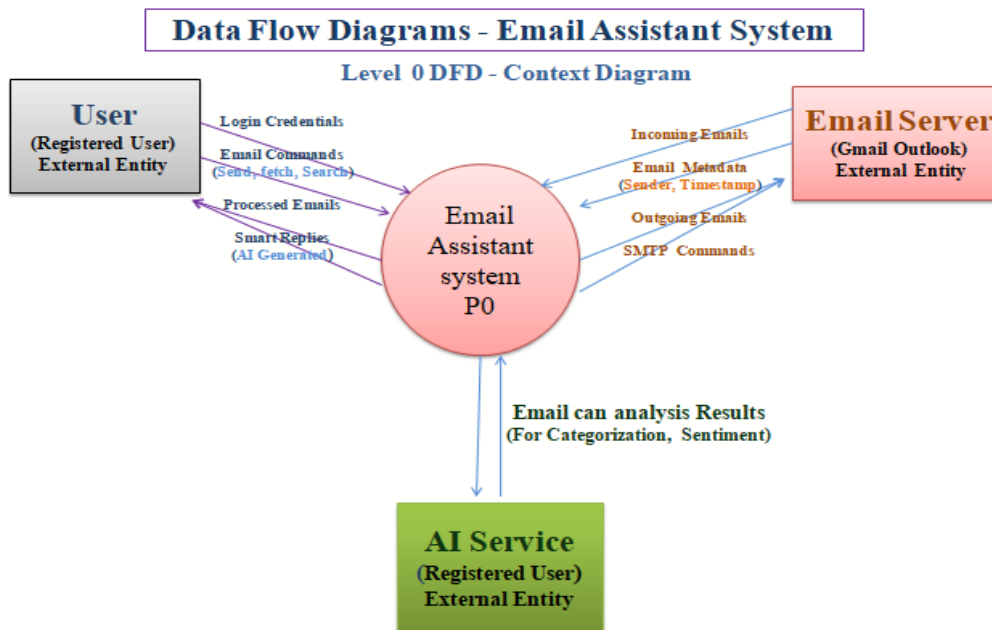 Data Flow Diagrams - Email Assistant System
Level 0 DFD - Context Diagram
User
(Registered User)
External Entity
Login Credentials
Email Commands
(Send, fetch, Search)
Processed Emails
Smart Replies
(AI Generated)
Email
Assistant
system
P0
Incoming Emails
Email Metadata
(Sender, Timestamp)
Outgoing Emails
SMTP Commands
Email Server
(Gmail Outlook)
External Entity
Email can analysis Results
(For Categorization, Sentiment)
AI Service
(Registered User)
External Entity